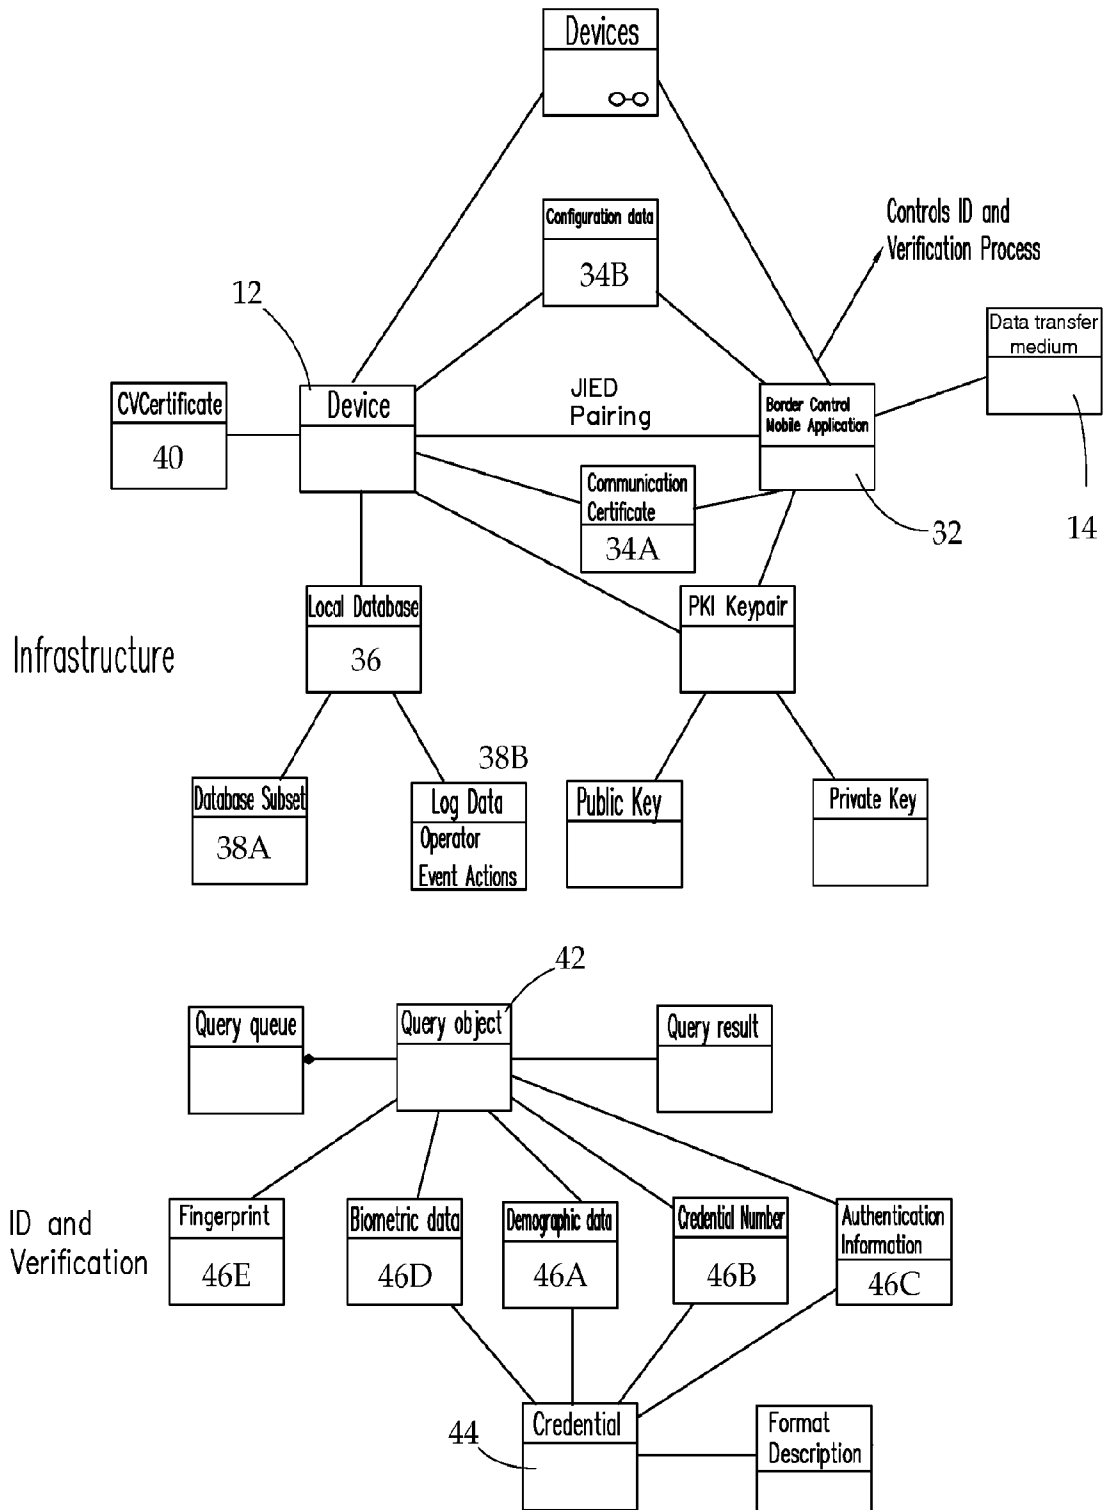 Devices
Configuration data
34B
Controls ID and
Verification Process
12
Data transfer
medium
CVCertificate
40
Device
JIED
Pairing
Border Control
Mobile Application
Communication
Certificate
34A
32
14
Local Database
36
PKI Keypair
Infrastructure
38B
Database Subset
38A
Log Data
Operator
Event Actions
Public Key
Private Key
42
Query queue
Query object
Query result
ID and
Verification
Fingerprint
46E
Biometric data
46D
Demographic data
46A
Credential Number
46B
Authentication
Information
46C
Credential
44
Format
Description